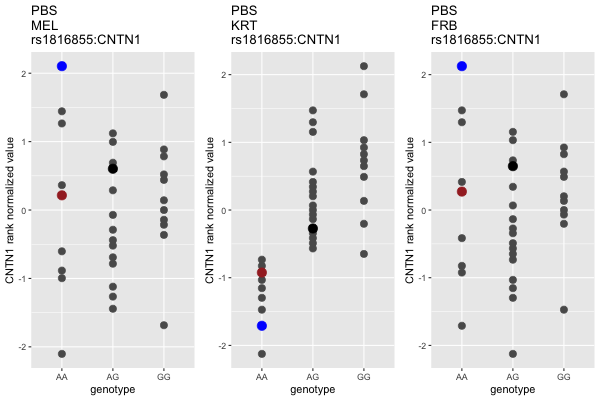 PBS
MEL
rs1816855:CNTN1
CNTN1 rank normalized value
2
1
0
-1
-2
AA
AG
GG
genotype
PBS
KRT
rs1816855:CNTN1
CNTN1 rank normalized value
2
1
0
-1
-2
AA
AG
GG
genotype
PBS
FRB
rs1816855:CNTN1
CNTN1 rank normalized value
2
1
0
-1
-2
AA
AG
GG
genotype